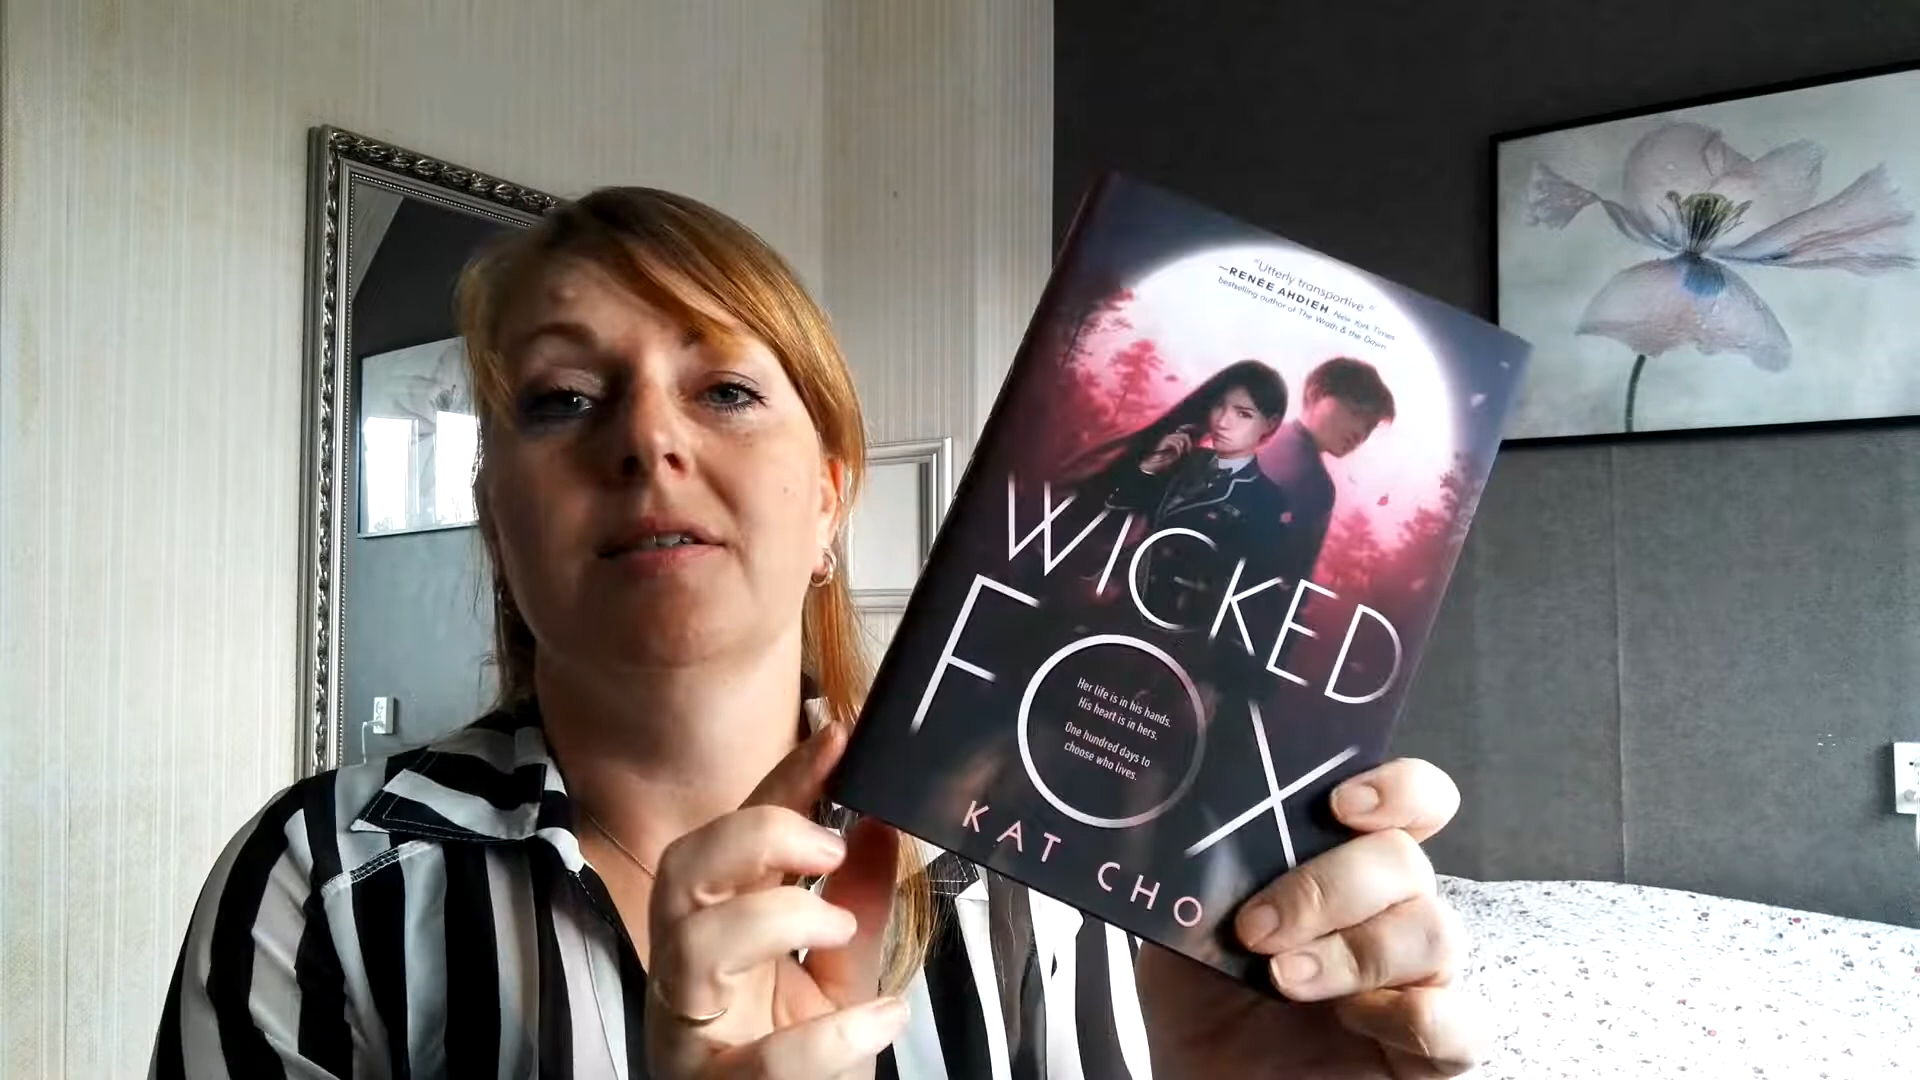 "Utterly transportive."
—RENÉE AHDIEH, New York Times
bestselling author of The Wrath & the Dawn
WICKED
FOX
Her life is in his hands.
His heart is in hers.
One hundred days to
choose who lives.
KAT CHO